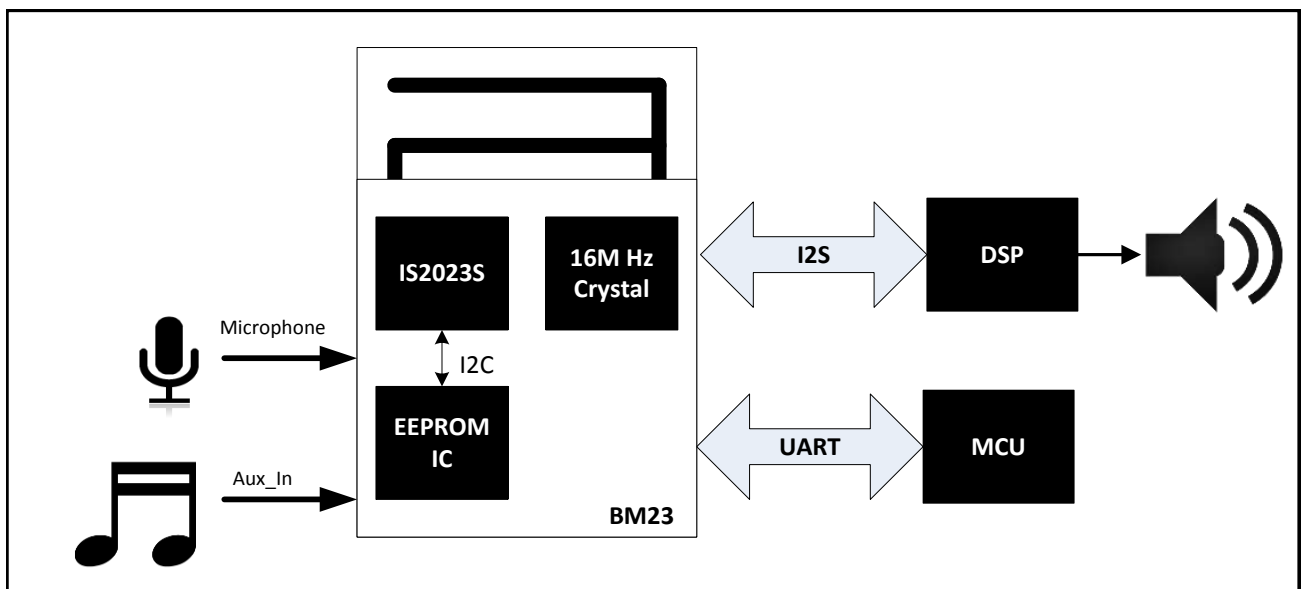 IS2023S
16M Hz
Crystal
I2S
DSP
Microphone
I2C
EEPROM
IC
UART
MCU
Aux_In
BM23